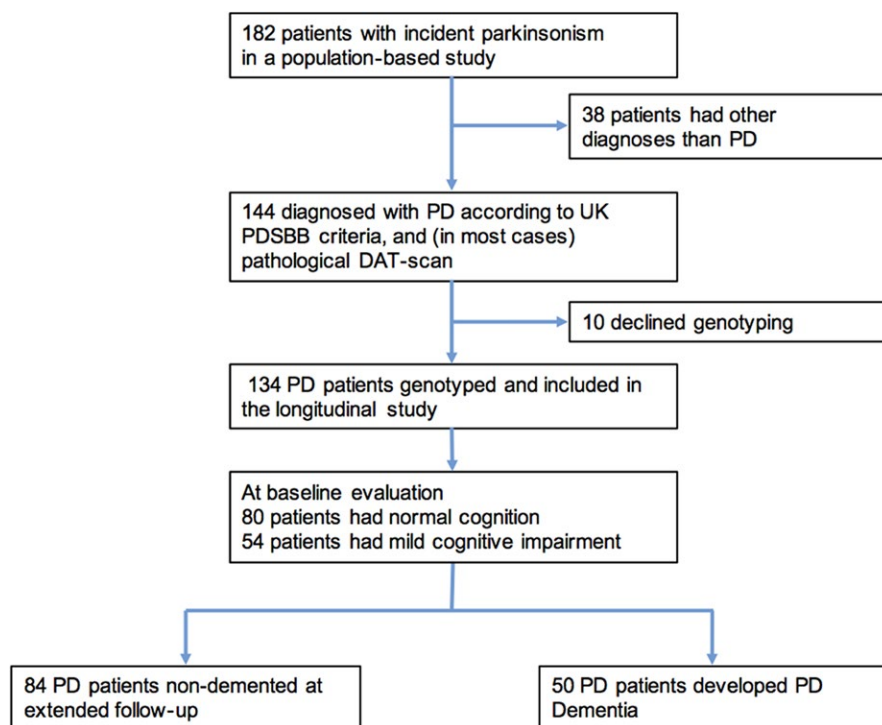 182 patients with incident parkinsonism
in a population-based study
38 patients had other
diagnoses than PD
144 diagnosed with PD according to UK
PDSBB criteria, and (in most cases)
pathological DAT-scan
10 declined genotyping
134 PD patients genotyped and included in
the longitudinal study
At baseline evaluation
80 patients had normal cognition
54 patients had mild cognitive impairment
84 PD patients non-demented at
extended follow-up
50 PD patients developed PD
Dementia